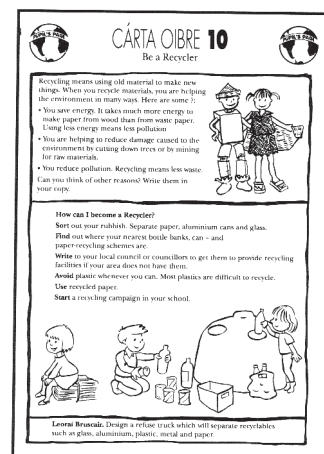 CÁRTA OIBRE 10
Be a Recycler
Recycling means using old material to make new
things. When you recycle materials, you are helping
the environment in many ways. Here are some ?:
• You save energy. It takes much more energy to
make paper from wood than from waste paper.
Using less energy means less pollution
• You are helping to reduce damage caused to the
environment by cutting down trees or by mining
for raw materials.
• You reduce pollution. Recycling means less waste.
Can you think of other reasons? Write them in
your copy.
How can I become a Recycler?
Sort out your rubbish. Separate paper, aluminium cans and glass.
Find out where your nearest bottle banks, can – and
paper-recycling schemes are.
Write to your local council or councillors to get them to provide recycling
facilities if your area does not have them.
Avoid plastic whenever you can. Most plastics are difficult to recycle.
Use recycled paper.
Start a recycling campaign in your school.
Leoraí Bruscair. Design a refuse truck which will separate recyclables
such as glass, aluminium, plastic, metal and paper.